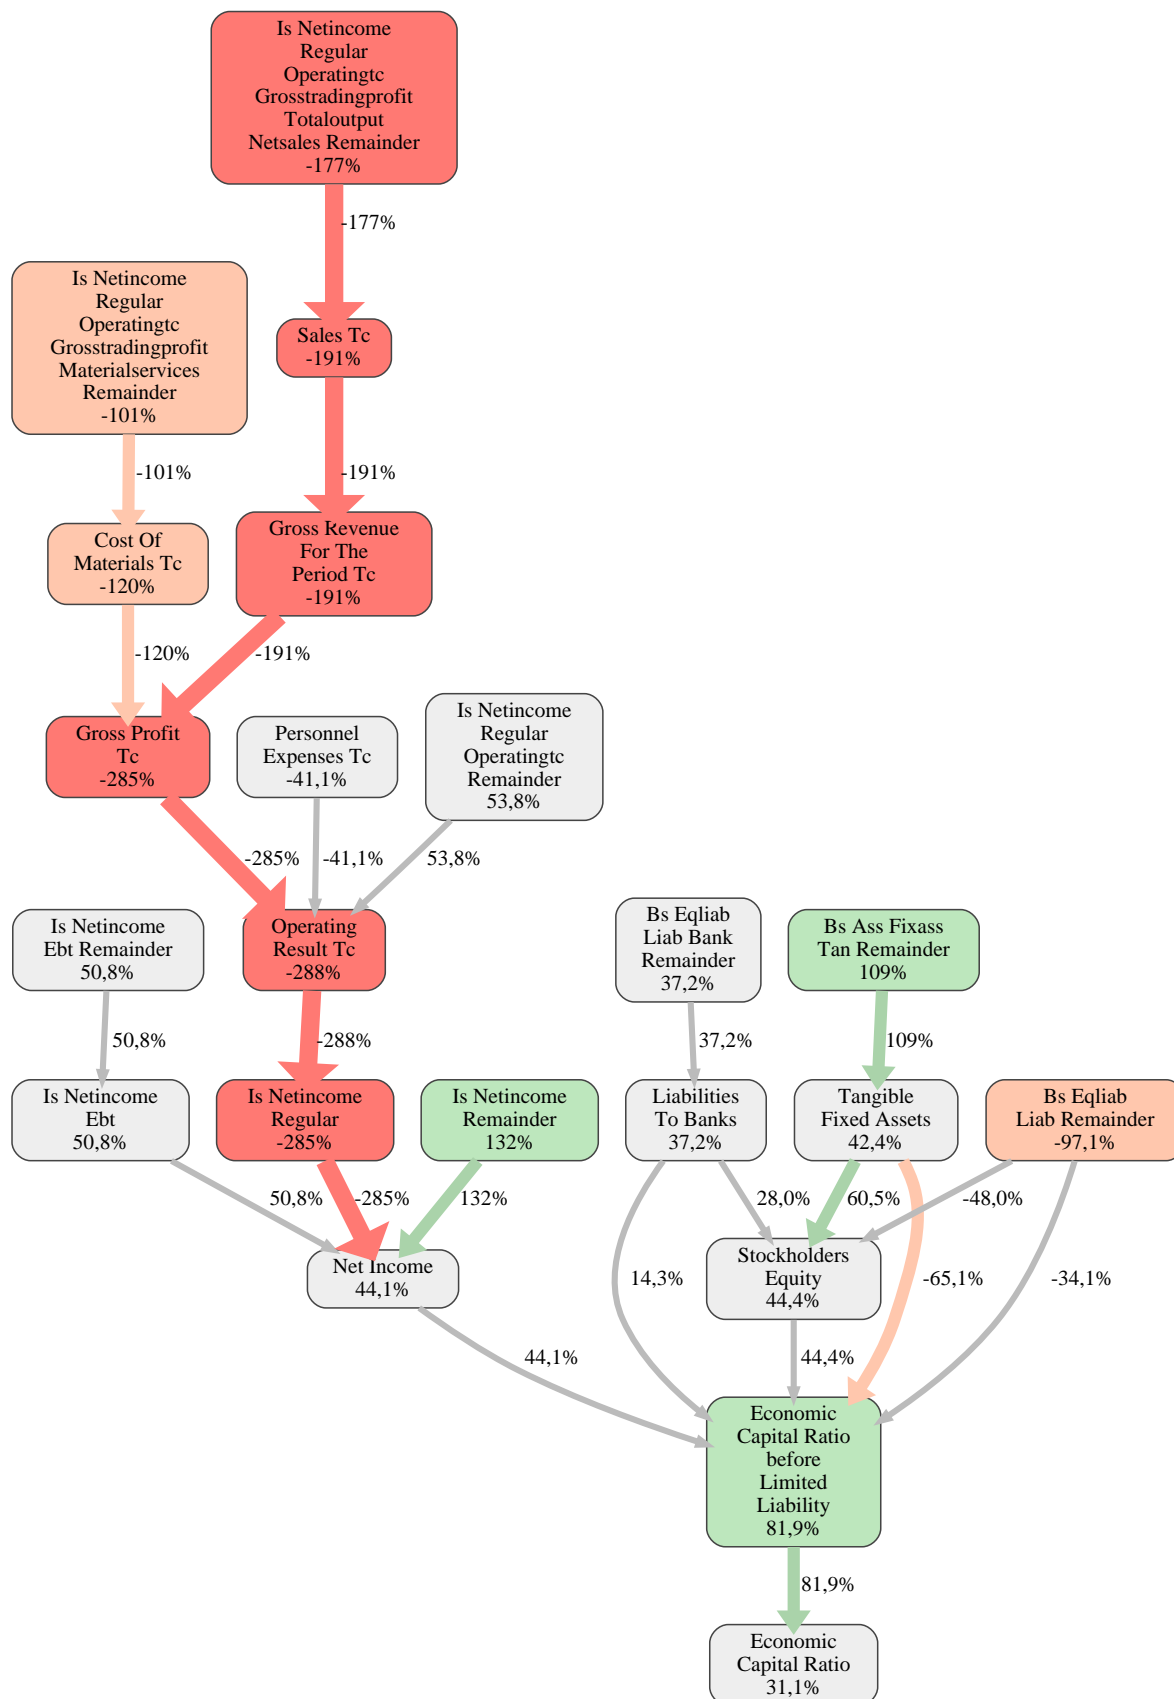 Is Netincome
Regular
Operatingtc
Grosstradingprofit
Totaloutput
Netsales Remainder
-177%
-177%
Is Netincome
Regular
Operatingtc
Grosstradingprofit
Materialservices
Remainder
-101%
Sales Tc
-191%
-101%
-191%
Cost Of
Materials Tc
-120%
Gross Revenue
For The
Period Tc
-191%
-120%
-191%
Gross Profit
Tc
-285%
Personnel
Expenses Tc
-41,1%
Is Netincome
Regular
Operatingtc
Remainder
53,8%
-285%
-41,1%
53,8%
Is Netincome
Ebt Remainder
50,8%
Operating
Result Tc
-288%
Bs Eqliab
Liab Bank
Remainder
37,2%
Bs Ass Fixass
Tan Remainder
109%
50,8%
-288%
37,2%
109%
Is Netincome
Ebt
50,8%
Is Netincome
Regular
-285%
Is Netincome
Remainder
132%
Liabilities
To Banks
37,2%
Tangible
Fixed Assets
42,4%
Bs Eqliab
Liab Remainder
-97,1%
50,8%
-285%
132%
28,0%
60,5%
-48,0%
Net Income
44,1%
14,3%
Stockholders
Equity
44,4%
-65,1%
-34,1%
44,1%
44,4%
Economic
Capital Ratio
before
Limited
Liability
81,9%
81,9%
Economic
Capital Ratio
31,1%